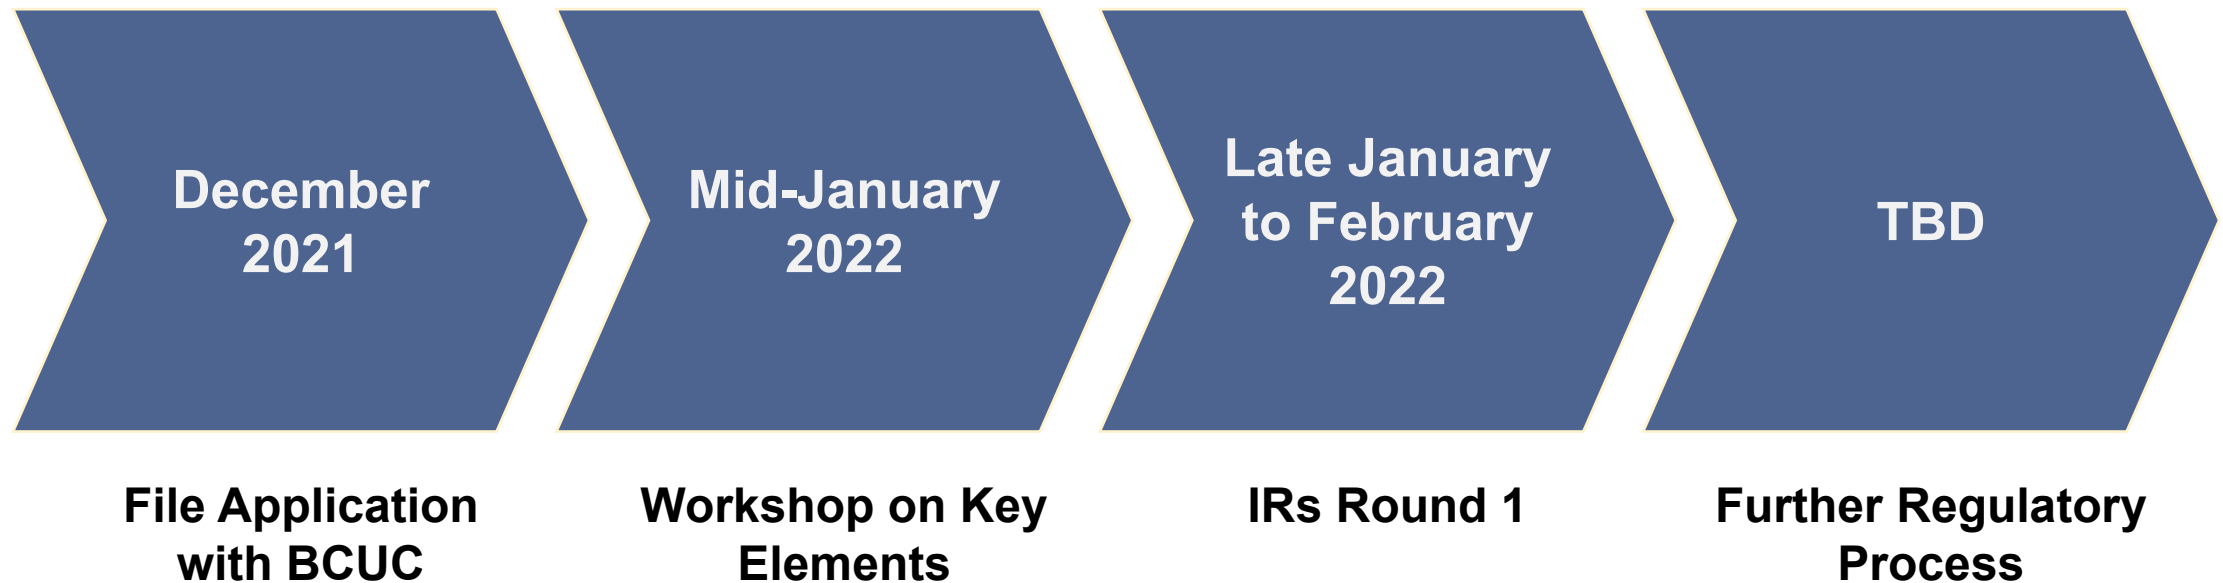 December
2021
Mid-January
2022
Late January
to February
2022
TBD
File Application
with BCUC
Workshop on Key
Elements
IRs Round 1
Further Regulatory
Process